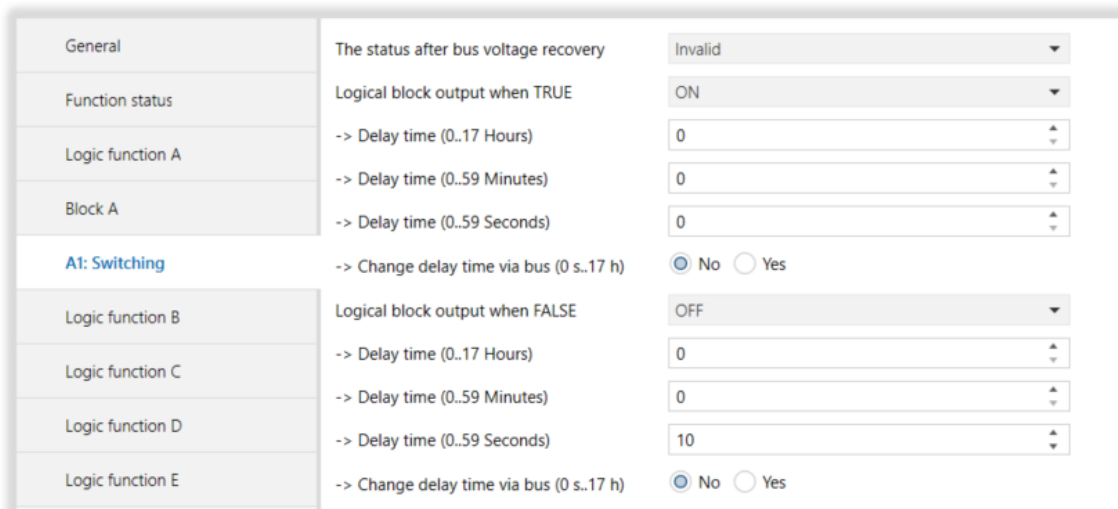 General
Function status
Logic function A
Block A
A1: Switching
Logic function B
Logic function C
Logic function D
Logic function E
The status after bus voltage recovery Invalid
Logical block output when TRUE ON
-> Delay time (0..17 Hours) 0
-> Delay time (0..59 Minutes) 0
-> Delay time (0..59 Seconds) 0
-> Change delay time via bus (0 s..17 h) No Yes
Logical block output when FALSE OFF
-> Delay time (0..17 Hours) 0
-> Delay time (0..59 Minutes) 0
-> Delay time (0..59 Seconds) 10
-> Change delay time via bus (0 s..17 h) No Yes